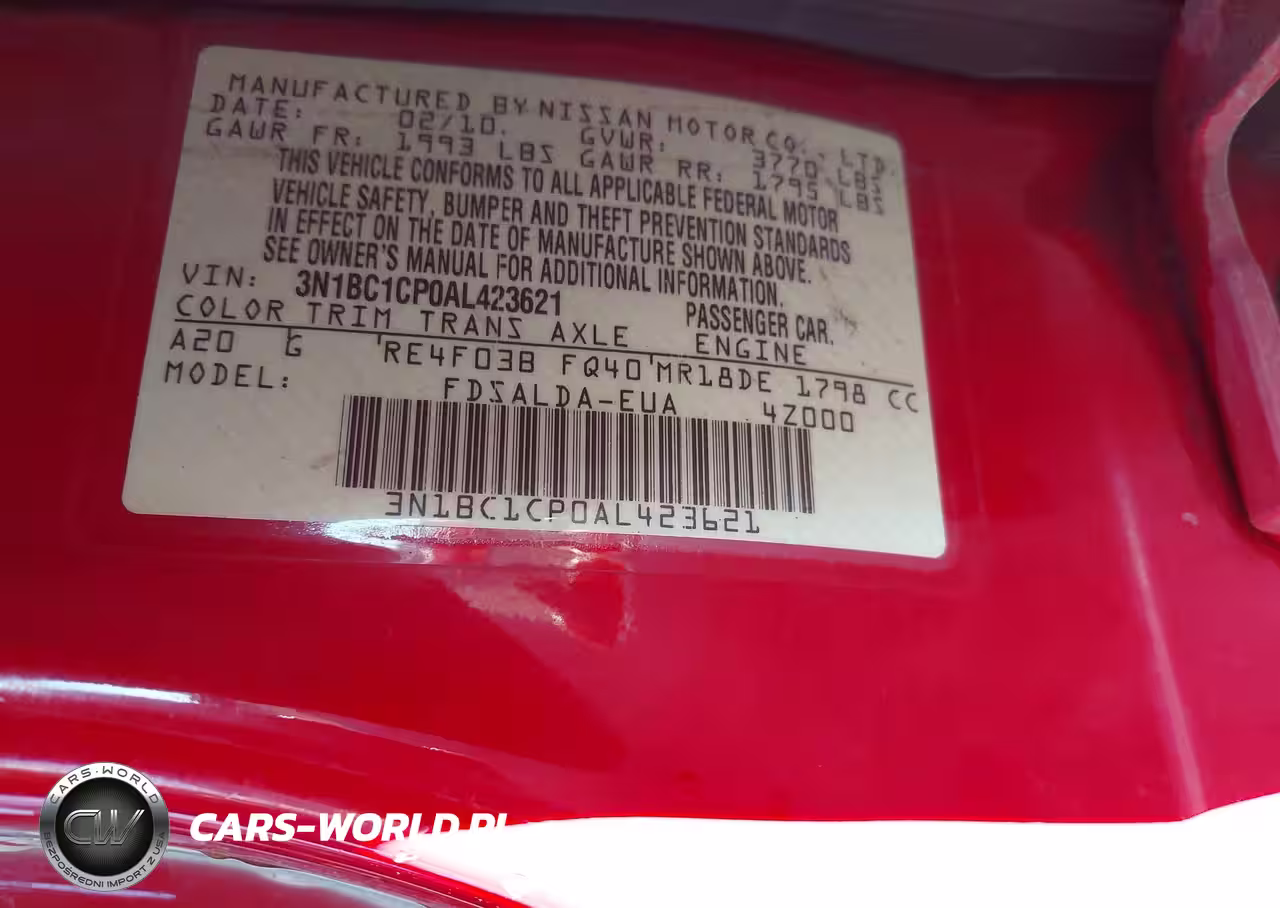 MANUFACTURED BY NISSAN MOTOR CO., LTD.
DATE: 02/10. GVWR: 3770 LBS
GAWR FR: 1993 LBS GAWR RR: 1795 LBS
THIS VEHICLE CONFORMS TO ALL APPLICABLE FEDERAL MOTOR
VEHICLE SAFETY, BUMPER AND THEFT PREVENTION STANDARDS
IN EFFECT ON THE DATE OF MANUFACTURE SHOWN ABOVE.
SEE OWNER'S MANUAL FOR ADDITIONAL INFORMATION.
VIN: 3N1BC1CP0AL423621 PASSENGER CAR.
COLOR TRIM TRANS AXLE ENGINE
A20 G RE4F03B FQ40 MR18DE 1798 CC
MODEL: FDSALDA-EUA 4Z000
3N1BC1CP0AL423621
CARS-WORLD
CW
BEZPOŚREDNI IMPORT Z USA
CARS-WORLD.PL